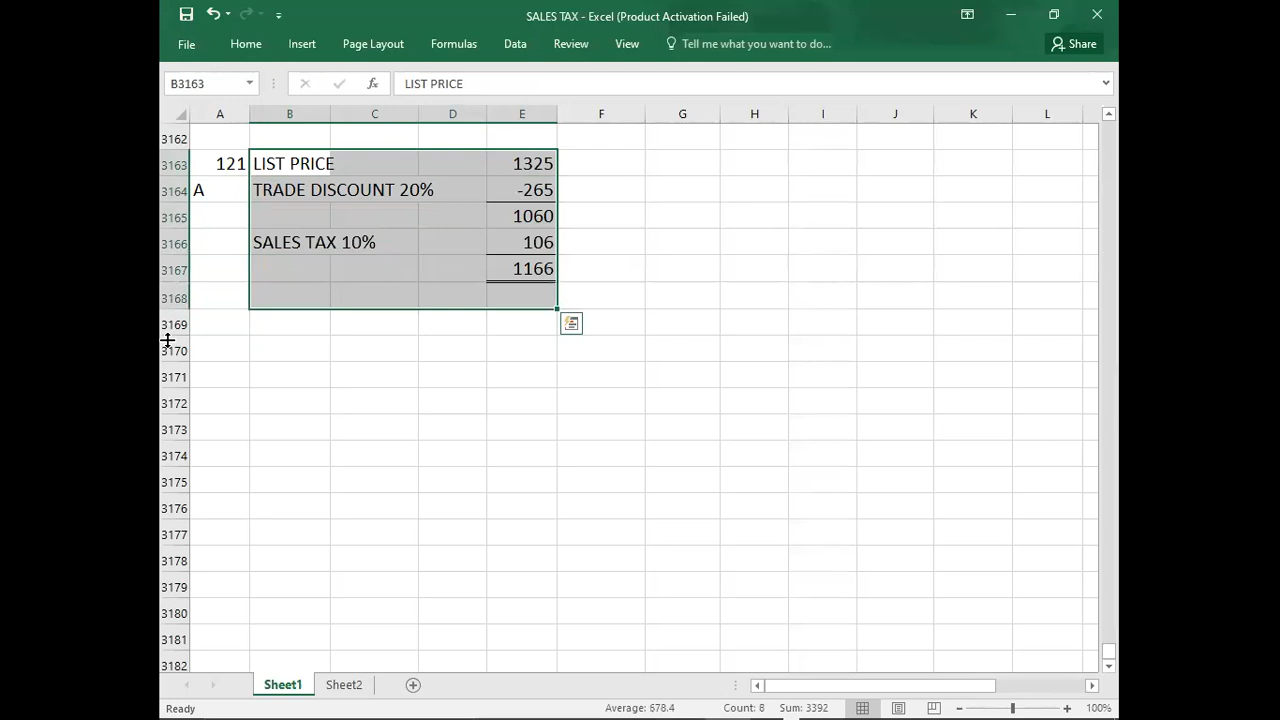 SALES TAX - Excel (Product Activation Failed)
File Home Insert Page Layout Formulas Data Review View Tell me what you want to do... Share
B3163 fx LIST PRICE
A B C D E F G H I J K L
3162
3163 121 LIST PRICE 1325
3164 A TRADE DISCOUNT 20% -265
3165 1060
3166 SALES TAX 10% 106
3167 1166
3168
3169
3170
3171
3172
3173
3174
3175
3176
3177
3178
3179
3180
3181
3182
Sheet1 Sheet2
Ready Average: 678.4 Count: 8 Sum: 3392 100%